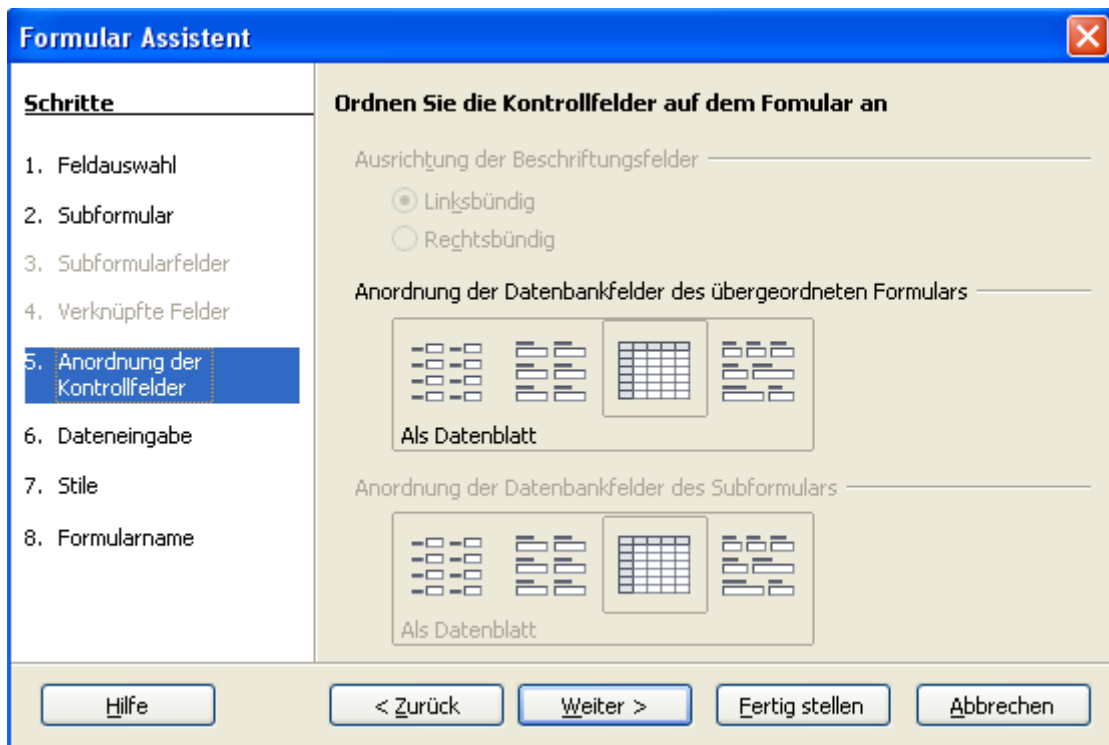 Formular Assistent
Schritte
1. Feldauswahl
2. Subformular
3. Subformularfelder
4. Verknüpfte Felder
5. Anordnung der
Kontrollfelder
6. Dateneingabe
7. Stile
8. Formularname
Ordnen Sie die Kontrollfelder auf dem Fomular an
Ausrichtung der Beschriftungsfelder
Linksbündig
Rechtsbündig
Anordnung der Datenbankfelder des übergeordneten Formulars
Als Datenblatt
Anordnung der Datenbankfelder des Subformulars
Als Datenblatt
Hilfe
< Zurück
Weiter >
Fertig stellen
Abbrechen